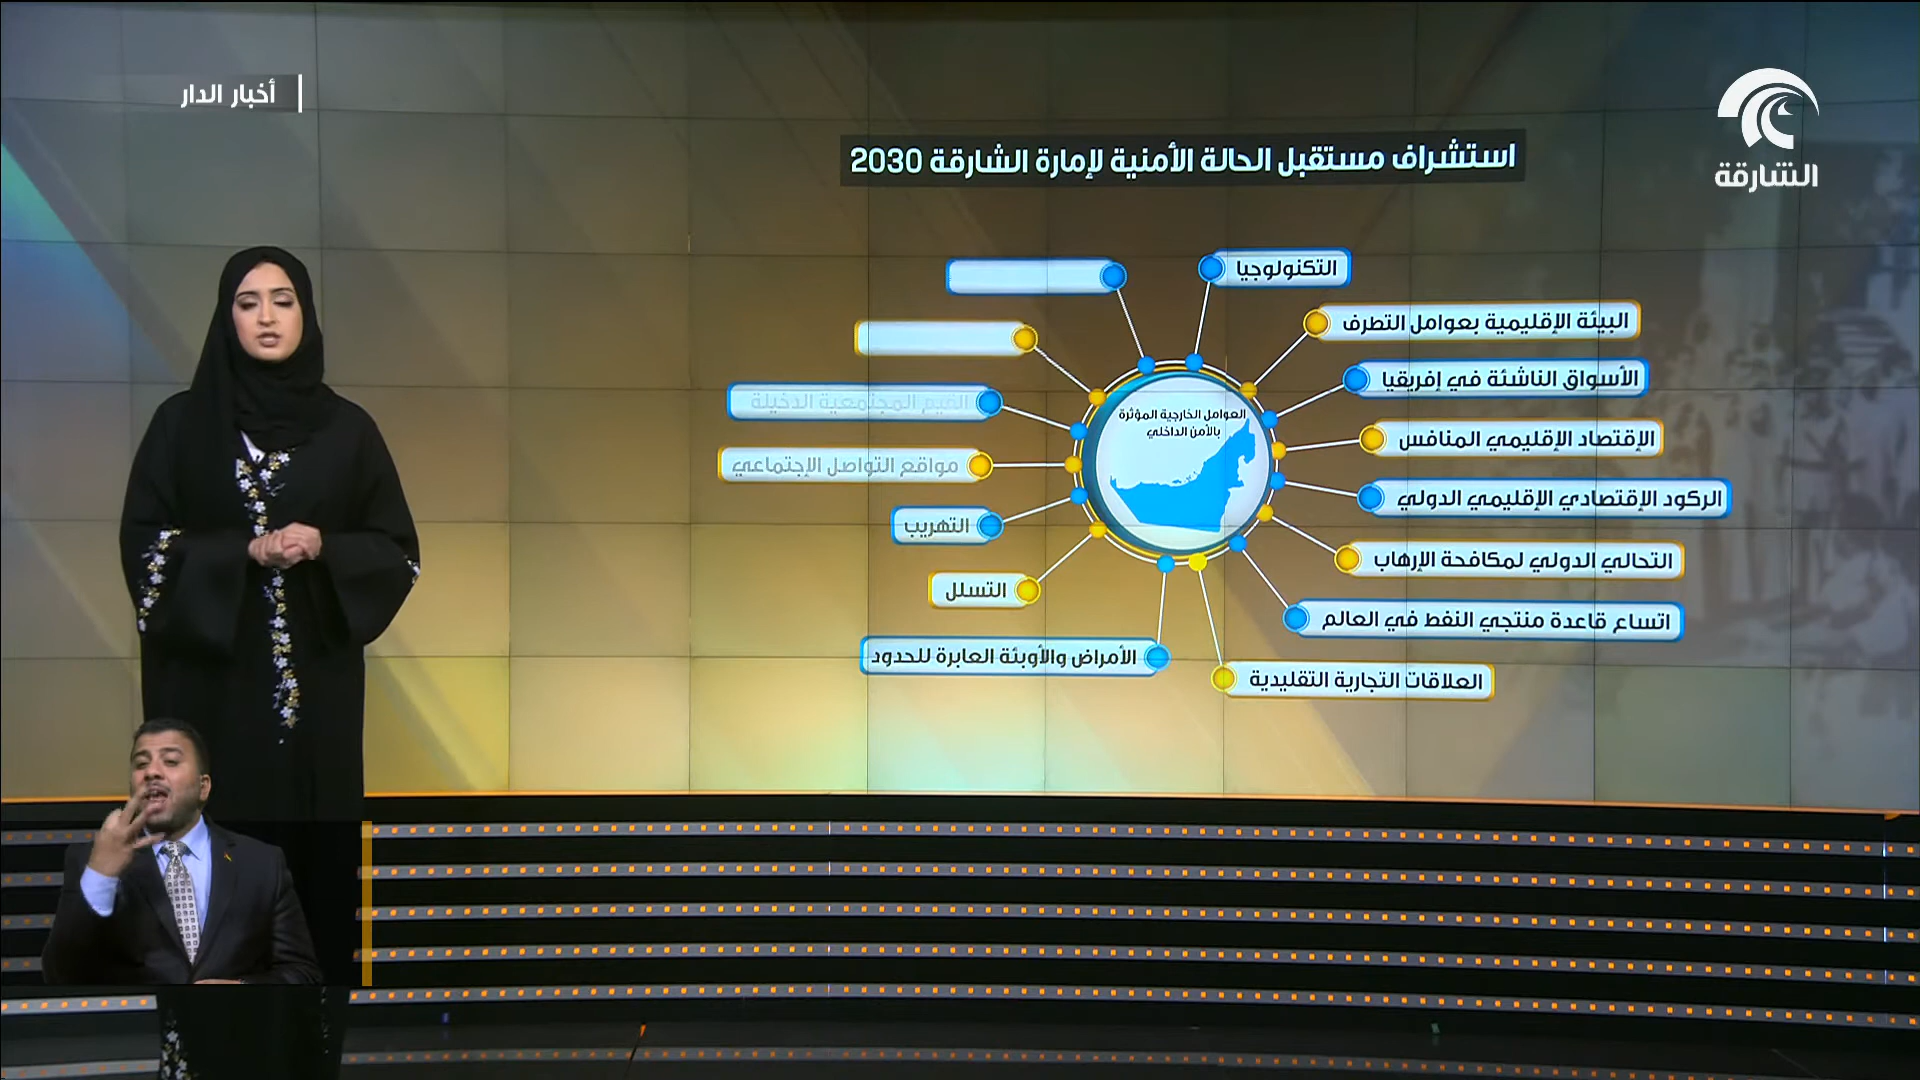 أخبار الدار
الشارقة
استشراف مستقبل الحالة الأمنية لإمارة الشارقة 2030
العوامل الخارجية المؤثرة
بالأمن الداخلي
التكنولوجيا
البيئة الإقليمية بعوامل التطرف
الأسواق الناشئة في إفريقيا
الإقتصاد الإقليمي المنافس
الركود الإقتصادي الإقليمي الدولي
التحالي الدولي لمكافحة الإرهاب
اتساع قاعدة منتجي النفط في العالم
العلاقات التجارية التقليدية
الأمراض والأوبئة العابرة للحدود
التسلل
التهريب
مواقع التواصل الإجتماعي
القيم المجتمعية الدخيلة